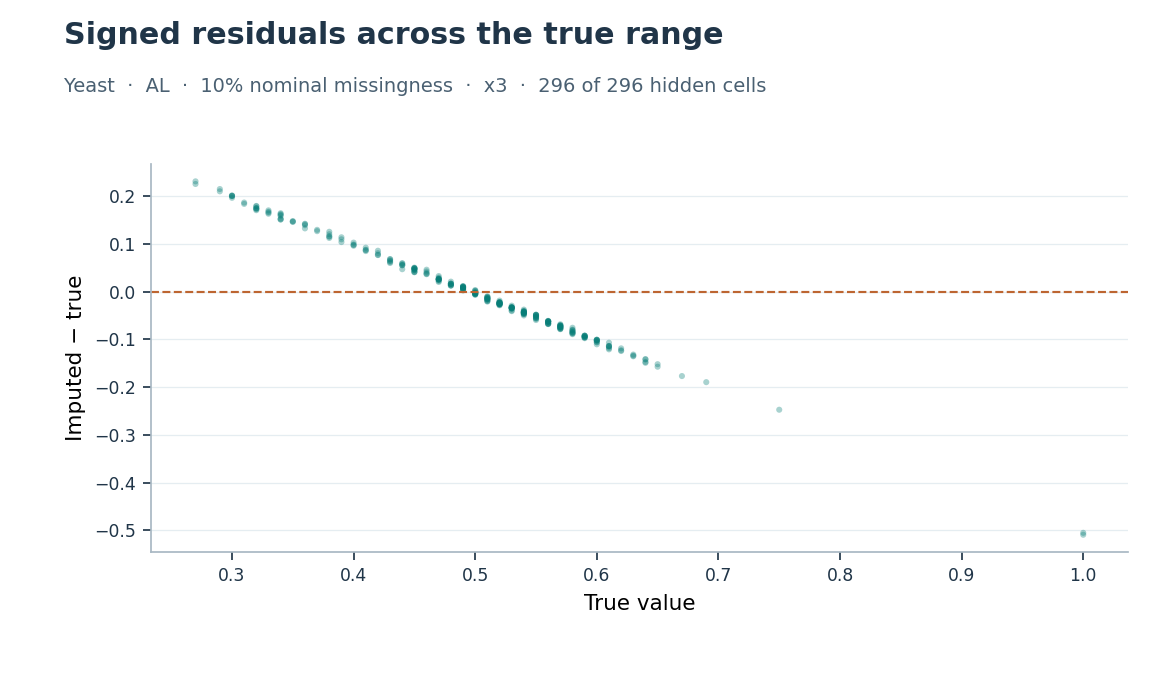 Signed residuals across the true range
Yeast · AL · 10% nominal missingness · x3 · 296 of 296 hidden cells
Imputed − true
0.2
0.1
0.0
−0.1
−0.2
−0.3
−0.4
−0.5
0.3 0.4 0.5 0.6 0.7 0.8 0.9 1.0
True value